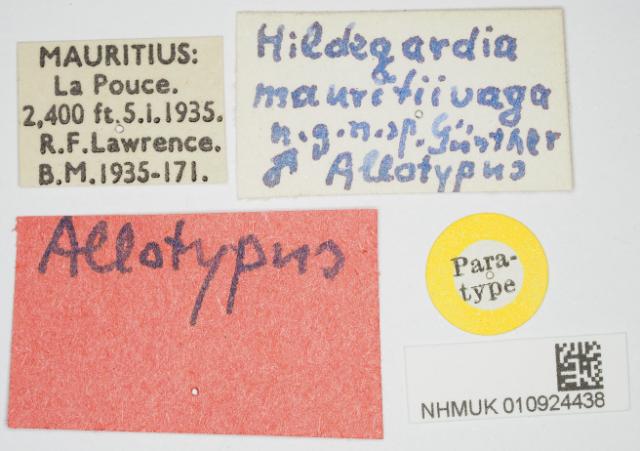 MAURITIUS:
La Pouce.
2,400 ft. 5.i.1935.
R.F. Lawrence.
B.M.1935-171.
Hildegardia
mauritiivaga
n.g.n.sp. Günther
♂ Allotypus
Allotypus
Para-
type
NHMUK 010924438